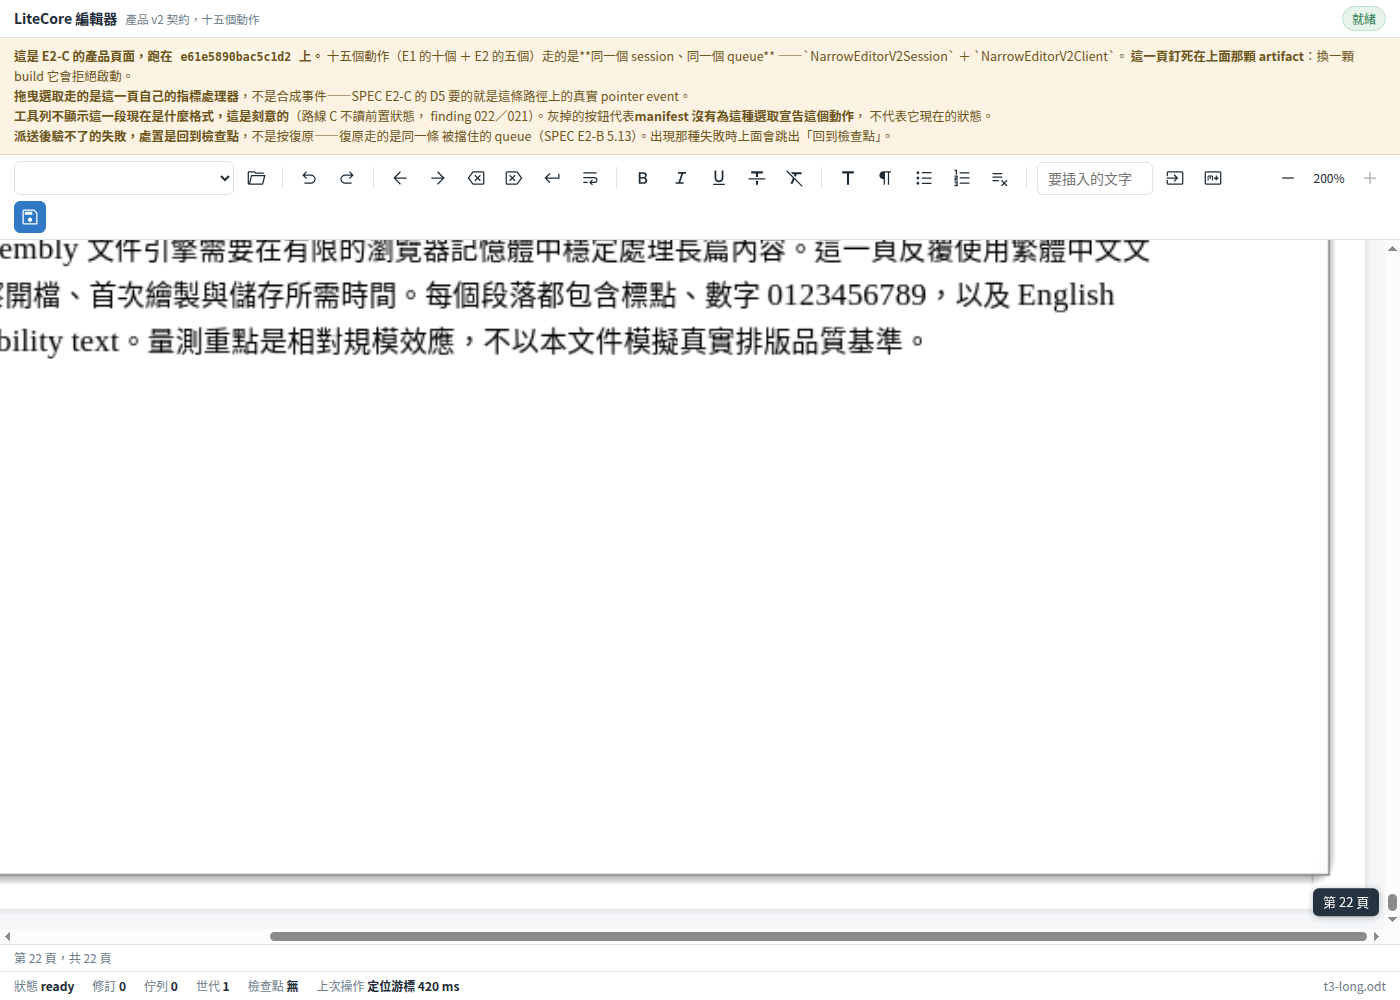 LiteCore 編輯器 產品 v2 契約，十五個動作 就緒
這是 E2-C 的產品頁面，跑在 e61e5890bac5c1d2 上。 十五個動作（E1 的十個 ＋ E2 的五個）走的是**同一個 session、同一個 queue** ——`NarrowEditorV2Session` ＋ `NarrowEditorV2Client`。 這一頁釘死在上面那顆 artifact：換一顆
build 它會拒絕啟動。
拖曳選取走的是這一頁自己的指標處理器，不是合成事件——SPEC E2-C 的 D5 要的就是這條路徑上的真實 pointer event。
工具列不顯示這一段現在是什麼格式，這是刻意的（路線 C 不讀前置狀態， finding 022／021）。灰掉的按鈕代表manifest 沒有為這種選取宣告這個動作， 不代表它現在的狀態。
派送後驗不了的失敗，處置是回到檢查點，不是按復原——復原走的是同一條 被擋住的 queue（SPEC E2-B 5.13）。出現那種失敗時上面會跳出「回到檢查點」。
B I U T 要插入的文字 200%
embly 文件引擎需要在有限的瀏覽器記憶體中穩定處理長篇內容。這一頁反覆使用繁體中文文
開檔、首次繪製與儲存所需時間。每個段落都包含標點、數字 0123456789，以及 English
bility text。量測重點是相對規模效應，不以本文件模擬真實排版品質基準。
第 22 頁
第 22 頁，共 22 頁
狀態 ready 修訂 0 佇列 0 世代 1 檢查點 無 上次操作 定位游標 420 ms t3-long.odt